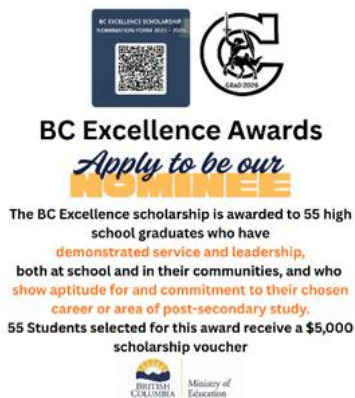 BC EXCELLENCE SCHOLARSHIP
NOMINATION FORM 2025 - 2026
GRAD 2026
BC Excellence Awards
Apply to be our
NOMINEE
The BC Excellence scholarship is awarded to 55 high
school graduates who have
demonstrated service and leadership,
both at school and in their communities, and who
show aptitude for and commitment to their chosen
career or area of post-secondary study.
55 Students selected for this award receive a $5,000
scholarship voucher
BRITISH
COLUMBIA
Ministry of
Education